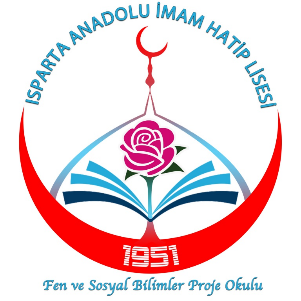 ISPARTA ANADOLU İMAM HATİP LİSESİ
1951
Fen ve Sosyal Bilimler Proje Okulu